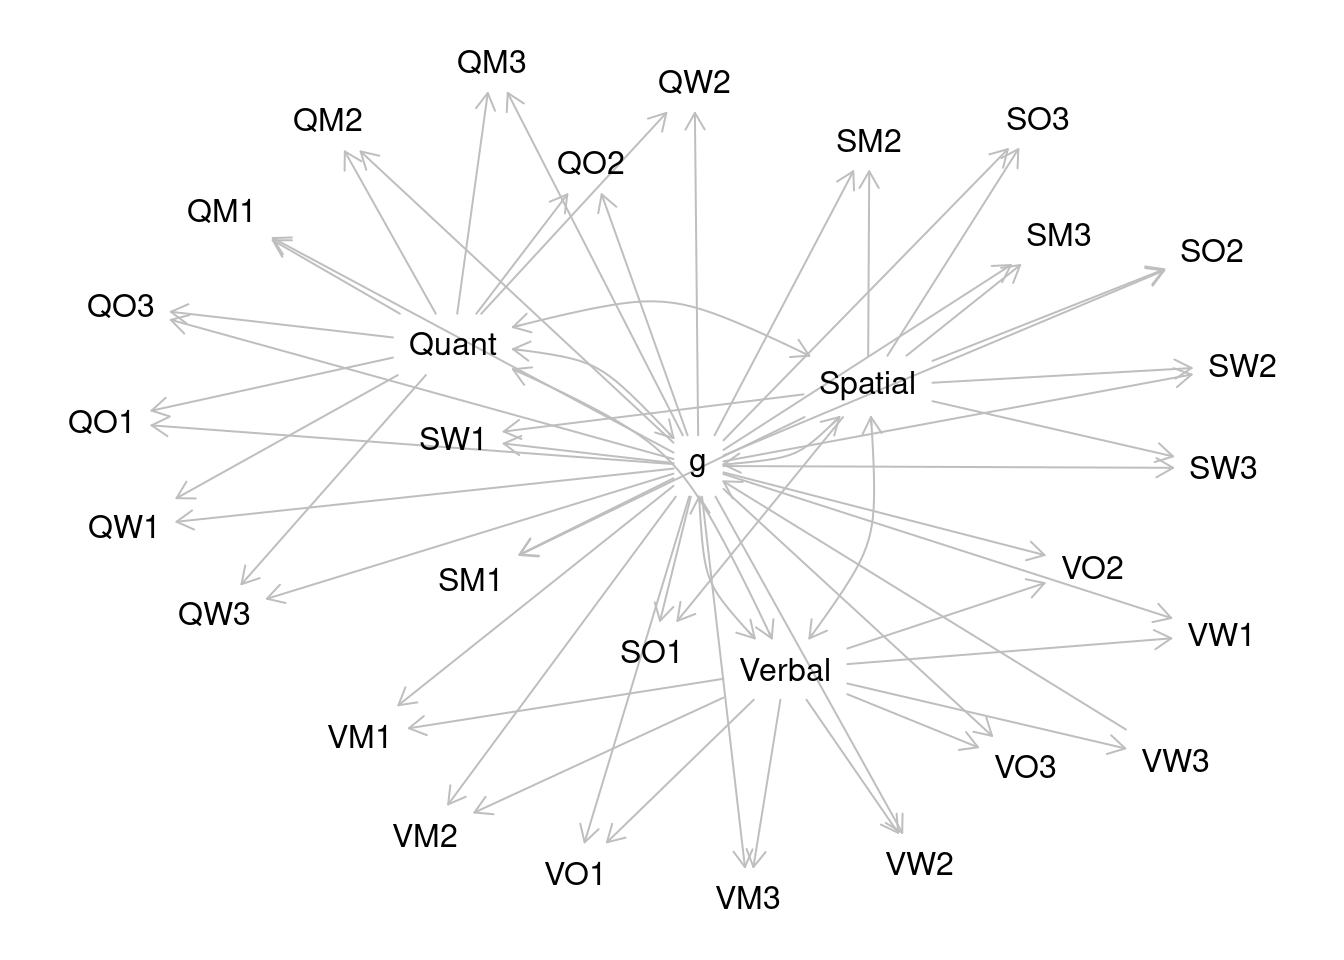 QM3
QW2
QM2
SO3
SM2
QO2
QM1
SM3
SO2
QO3
Quant
SW2
Spatial
QO1
SW1
g
SW3
QW1
VO2
SM1
QW3
VW1
SO1
Verbal
VM1
VW3
VO3
VM2
VW2
VO1
VM3